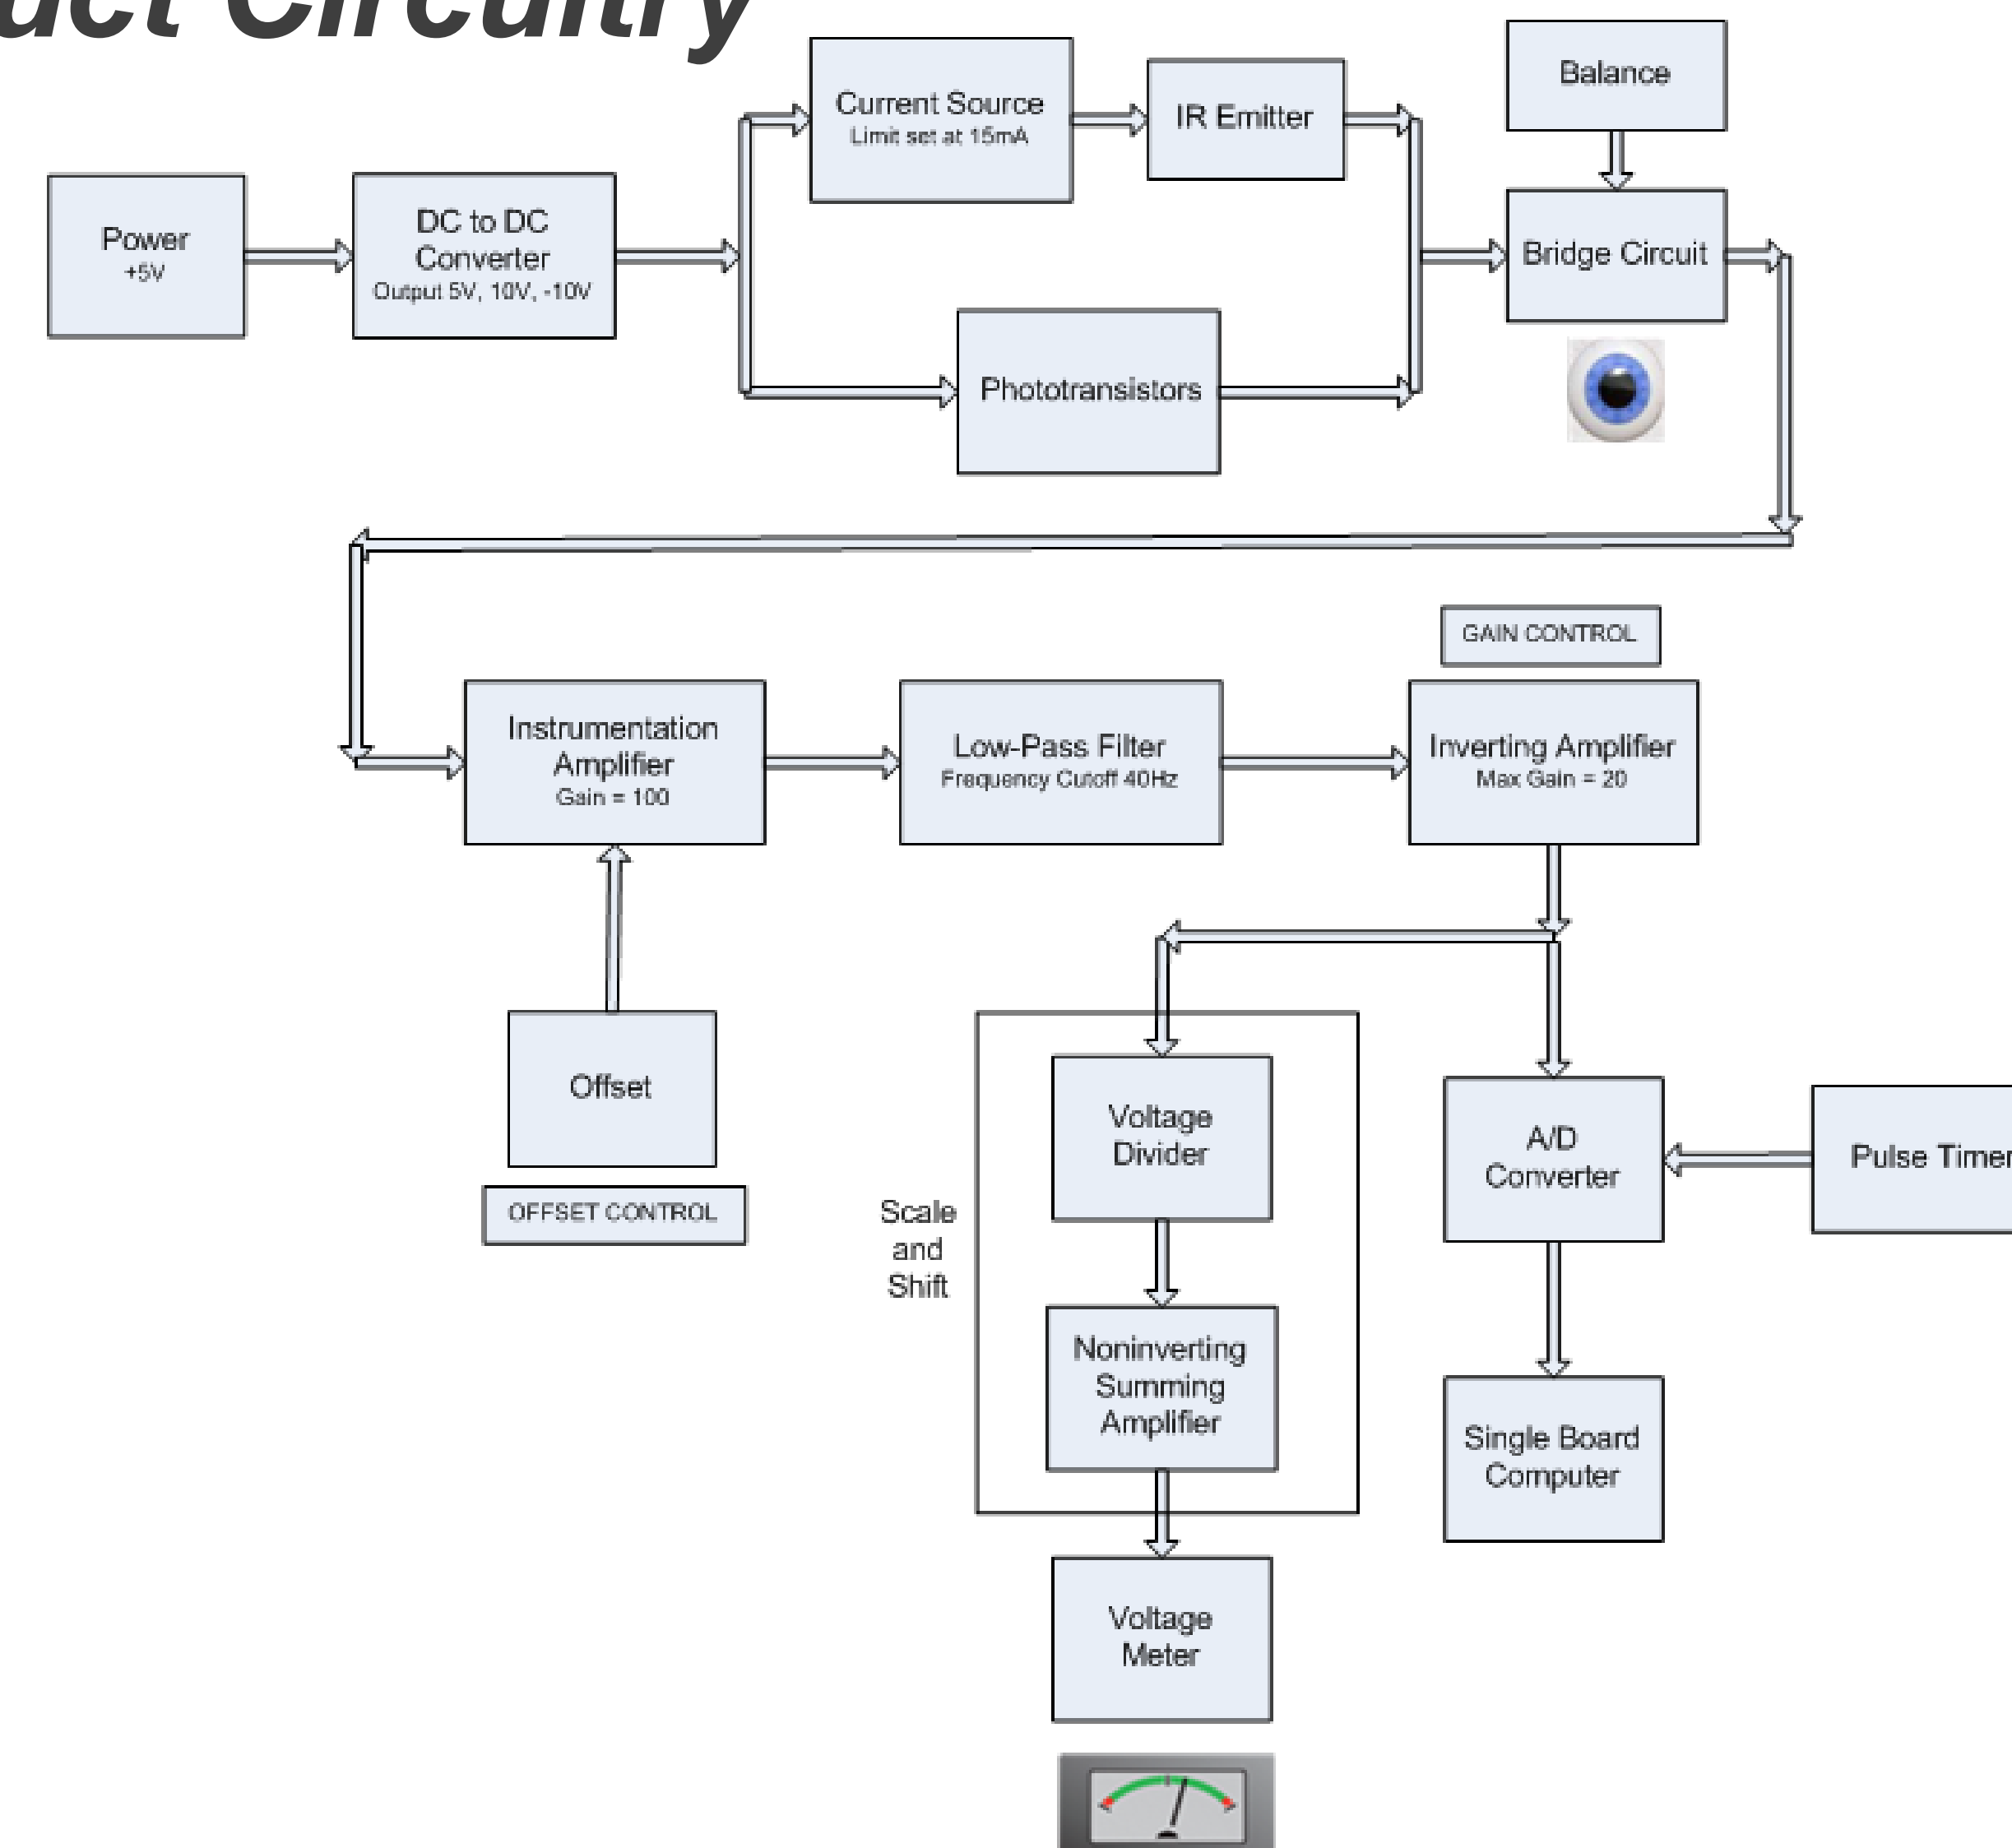 uct Circuitry
Current Source
Limit set at 15mA
IR Emitter
Balance
Power
+5V
DC to DC
Converter
Output 5V, 10V, -10V
Bridge Circuit
Phototransistors
GAIN CONTROL
Instrumentation
Amplifier
Gain = 100
Low-Pass Filter
Frequency Cutoff 40Hz
Inverting Amplifier
Max Gain = 20
Offset
OFFSET CONTROL
Scale
and
Shift
Voltage
Divider
Noninverting
Summing
Amplifier
Voltage
Meter
A/D
Converter
Pulse Timer
Single Board
Computer